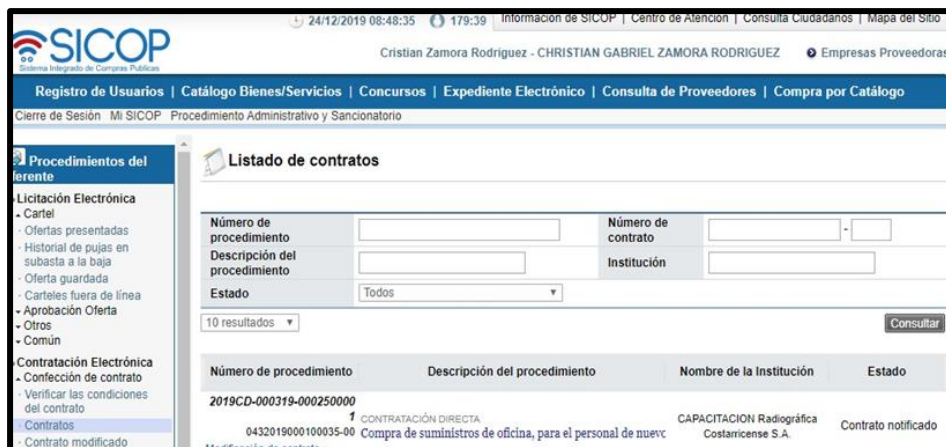 24/12/2019 08:48:35 179:39 Información de SICOP | Centro de Atención | Consulta Ciudadanos | Mapa del Sitio
SICOP
Sistema Integrado de Compras Públicas
Cristian Zamora Rodriguez - CHRISTIAN GABRIEL ZAMORA RODRIGUEZ Empresas Proveedoras
Registro de Usuarios | Catálogo Bienes/Servicios | Concursos | Expediente Electrónico | Consulta de Proveedores | Compra por Catálogo
Cierre de Sesión Mi SICOP Procedimiento Administrativo y Sancionatorio
Procedimientos del
ferente
Licitación Electrónica
Cartel
Ofertas presentadas
Historial de pujas en
subasta a la baja
Oferta guardada
Carteles fuera de línea
Aprobación Oferta
Otros
Común
Contratación Electrónica
Confección de contrato
Verificar las condiciones
del contrato
Contratos
Contrato modificado
Listado de contratos
Número de
procedimiento
Número de
contrato
-
Descripción del
procedimiento
Institución
Estado Todos
10 resultados Consultar
Número de procedimiento Descripción del procedimiento Nombre de la Institución Estado
2019CD-000319-000250000
1
0432019000100035-00
Modificación de contrato
CONTRATACIÓN DIRECTA
Compra de suministros de oficina, para el personal de nuevo
CAPACITACION Radiográfica
Costarricense S.A.
Contrato notificado